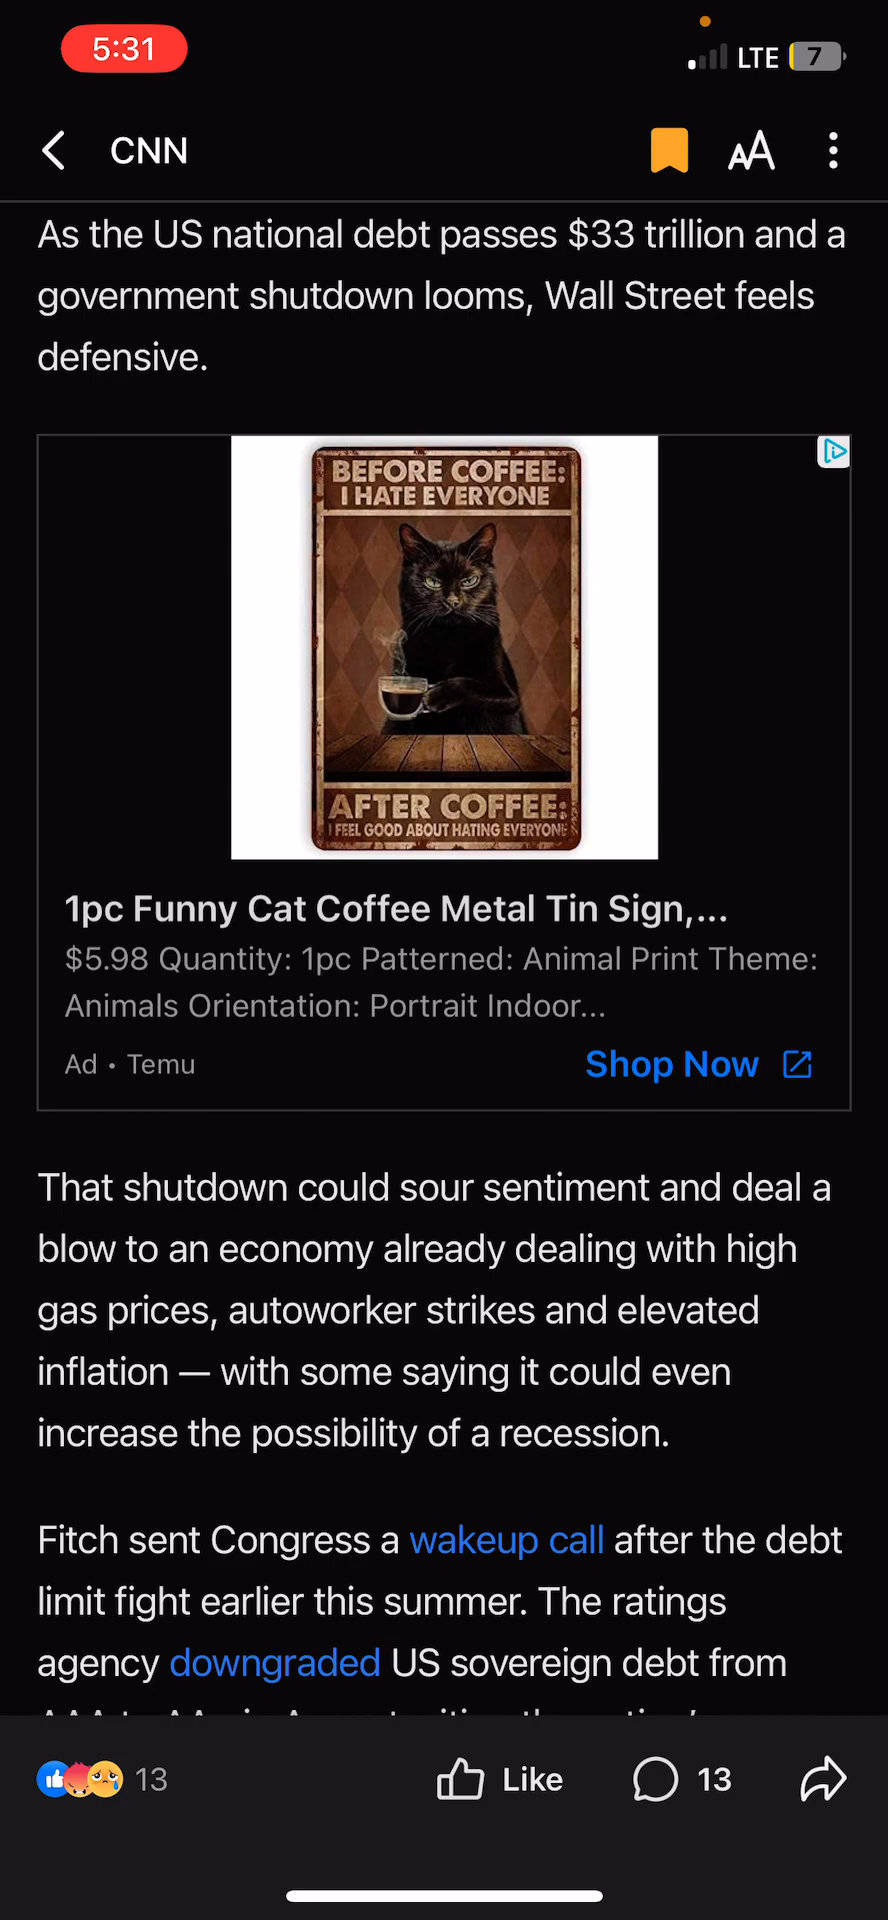 5:31
LTE 7
CNN
AA
As the US national debt passes $33 trillion and a
government shutdown looms, Wall Street feels
defensive.
BEFORE COFFEE:
I HATE EVERYONE
AFTER COFFEE:
I FEEL GOOD ABOUT HATING EVERYONE
1pc Funny Cat Coffee Metal Tin Sign,...
$5.98 Quantity: 1pc Patterned: Animal Print Theme:
Animals Orientation: Portrait Indoor...
Ad • Temu
Shop Now
That shutdown could sour sentiment and deal a
blow to an economy already dealing with high
gas prices, autoworker strikes and elevated
inflation — with some saying it could even
increase the possibility of a recession.
Fitch sent Congress a wakeup call after the debt
limit fight earlier this summer. The ratings
agency downgraded US sovereign debt from
13
Like
13